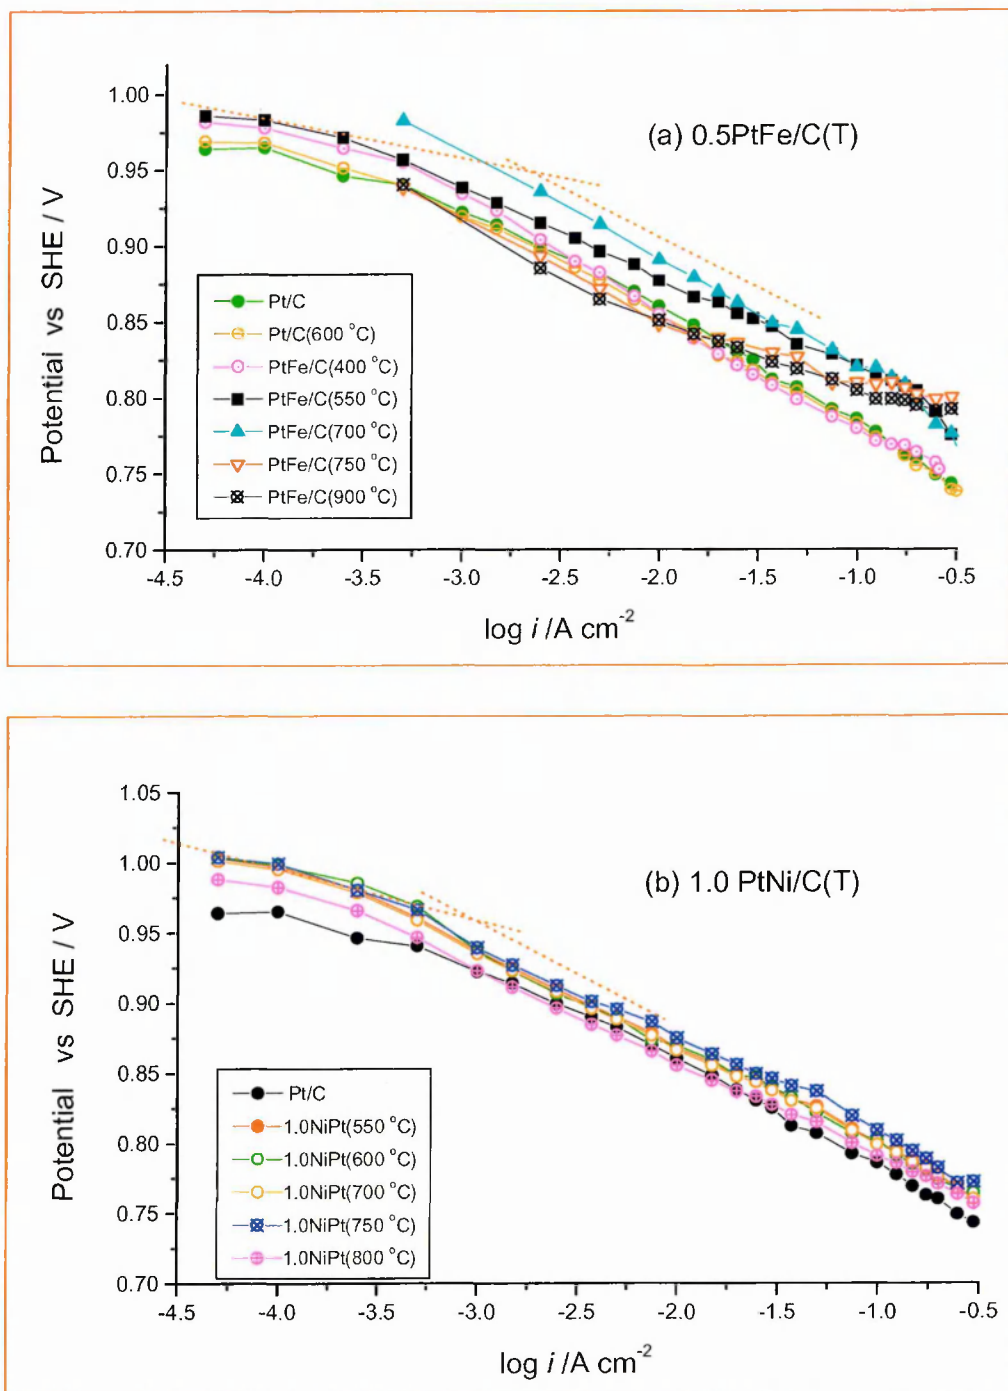 (a) 0.5PtFe/C(T)
Potential vs SHE / V
1.00
0.95
0.90
0.85
0.80
0.75
0.70
Pt/C
Pt/C(600 °C)
PtFe/C(400 °C)
PtFe/C(550 °C)
PtFe/C(700 °C)
PtFe/C(750 °C)
PtFe/C(900 °C)
-4.5 -4.0 -3.5 -3.0 -2.5 -2.0 -1.5 -1.0 -0.5
log i /A cm⁻²
(b) 1.0 PtNi/C(T)
Potential vs SHE / V
1.05
1.00
0.95
0.90
0.85
0.80
0.75
0.70
Pt/C
1.0NiPt(550 °C)
1.0NiPt(600 °C)
1.0NiPt(700 °C)
1.0NiPt(750 °C)
1.0NiPt(800 °C)
-4.5 -4.0 -3.5 -3.0 -2.5 -2.0 -1.5 -1.0 -0.5
log i /A cm⁻²